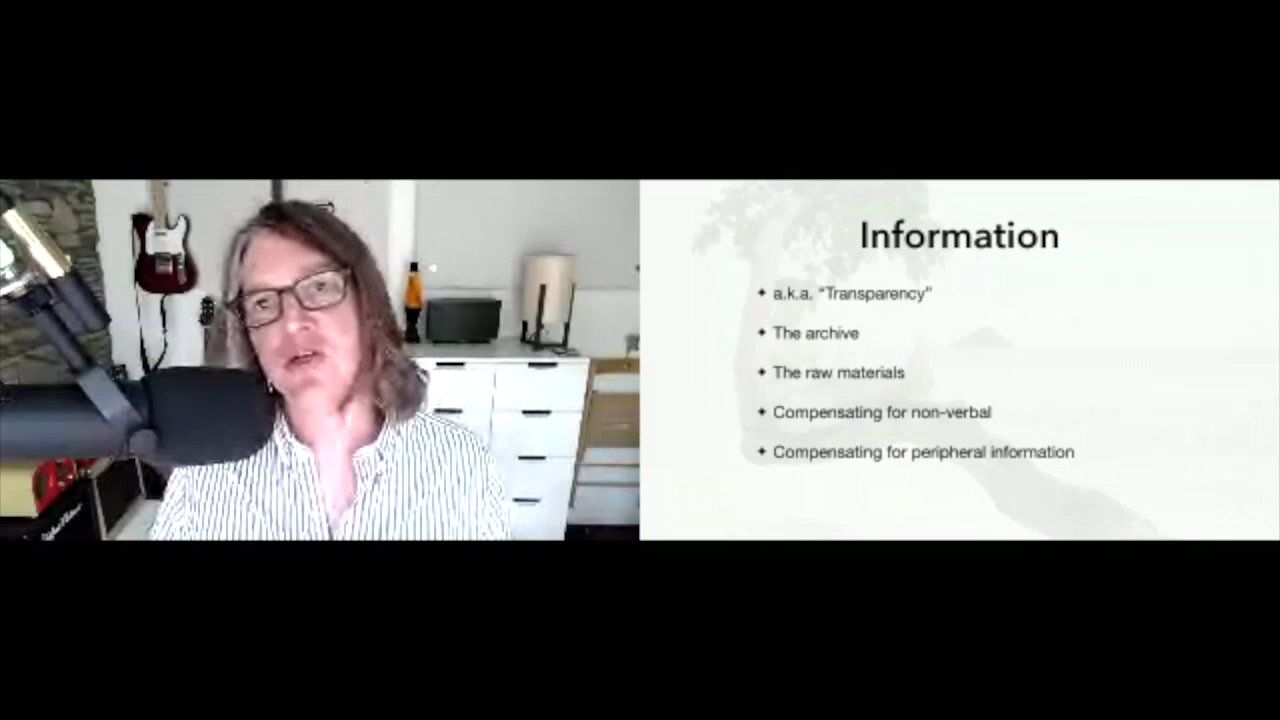 Information
a.k.a. “Transparency”
The archive
The raw materials
Compensating for non-verbal
Compensating for peripheral information